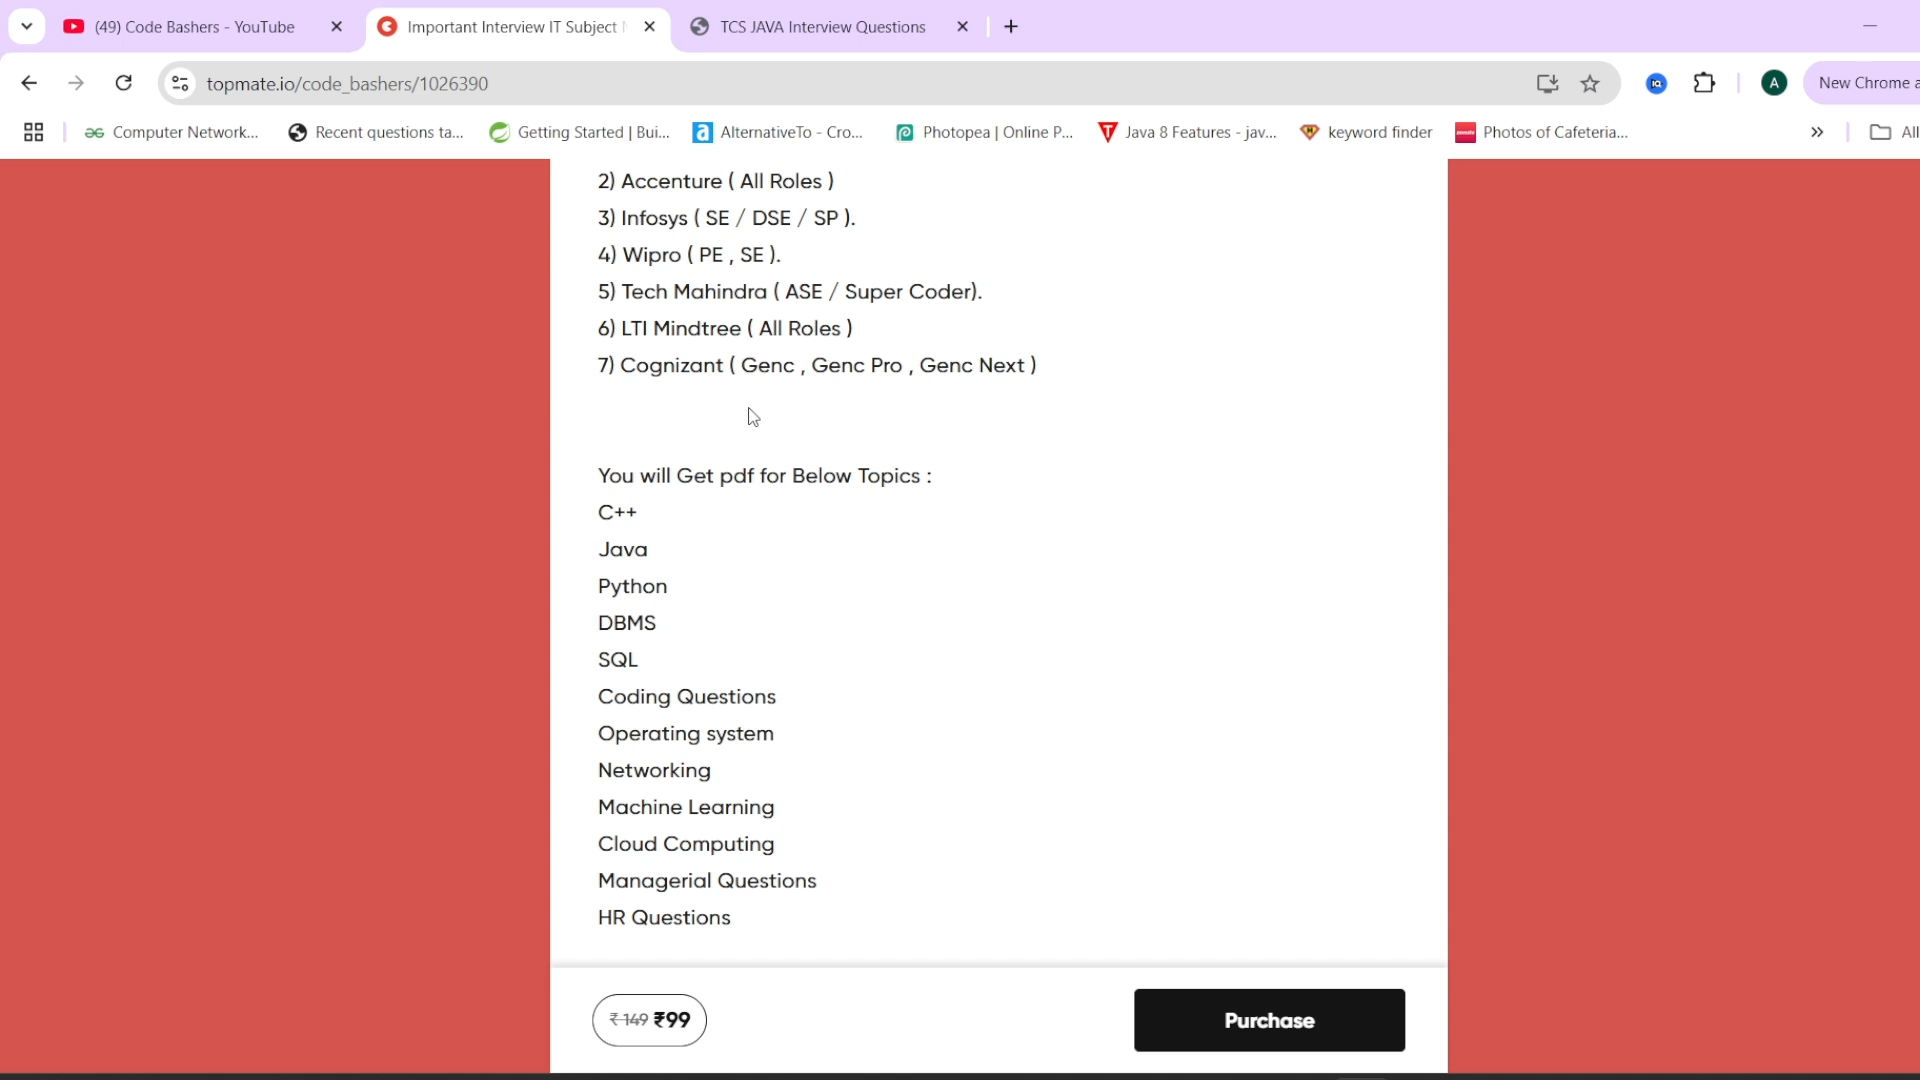 (49) Code Bashers - YouTube
Important Interview IT Subject
TCS JAVA Interview Questions
topmate.io/code_bashers/1026390
A
New Chrome a
Computer Network...
Recent questions ta...
Getting Started | Bui...
AlternativeTo - Cro...
Photopea | Online P...
Java 8 Features - jav...
keyword finder
Photos of Cafeteria...
All
2) Accenture ( All Roles )
3) Infosys ( SE / DSE / SP ).
4) Wipro ( PE , SE ).
5) Tech Mahindra ( ASE / Super Coder).
6) LTI Mindtree ( All Roles )
7) Cognizant ( Genc , Genc Pro , Genc Next )
You will Get pdf for Below Topics :
C++
Java
Python
DBMS
SQL
Coding Questions
Operating system
Networking
Machine Learning
Cloud Computing
Managerial Questions
HR Questions
₹ 149 ₹99
Purchase